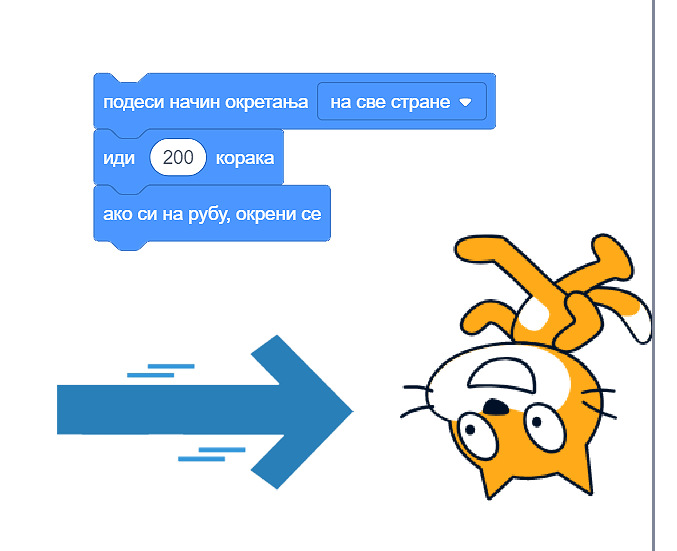 подеси начин окретања на све стране
иди 200 корака
ако си на рубу, окрени се